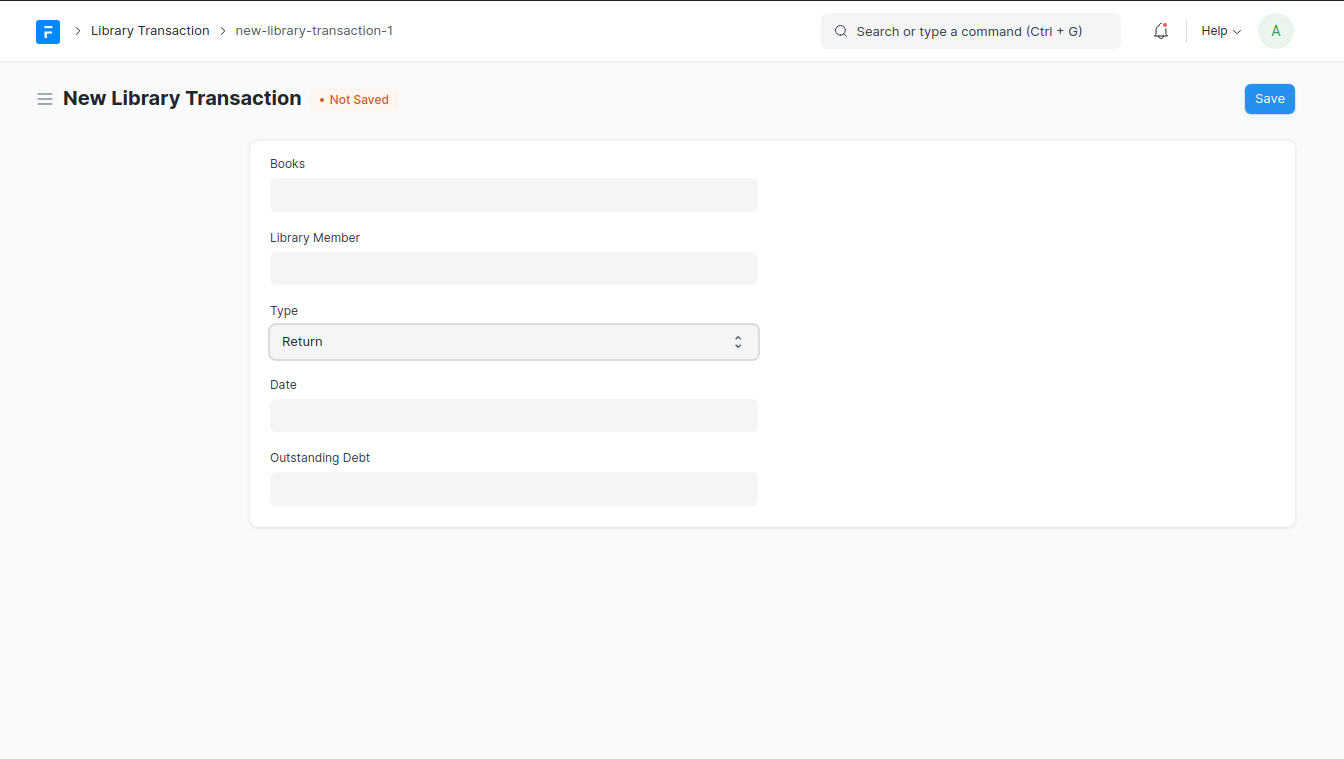 Library Transaction new-library-transaction-1 Search or type a command (Ctrl + G) Help A
New Library Transaction • Not Saved Save
Books
Library Member
Type
Return
Date
Outstanding Debt